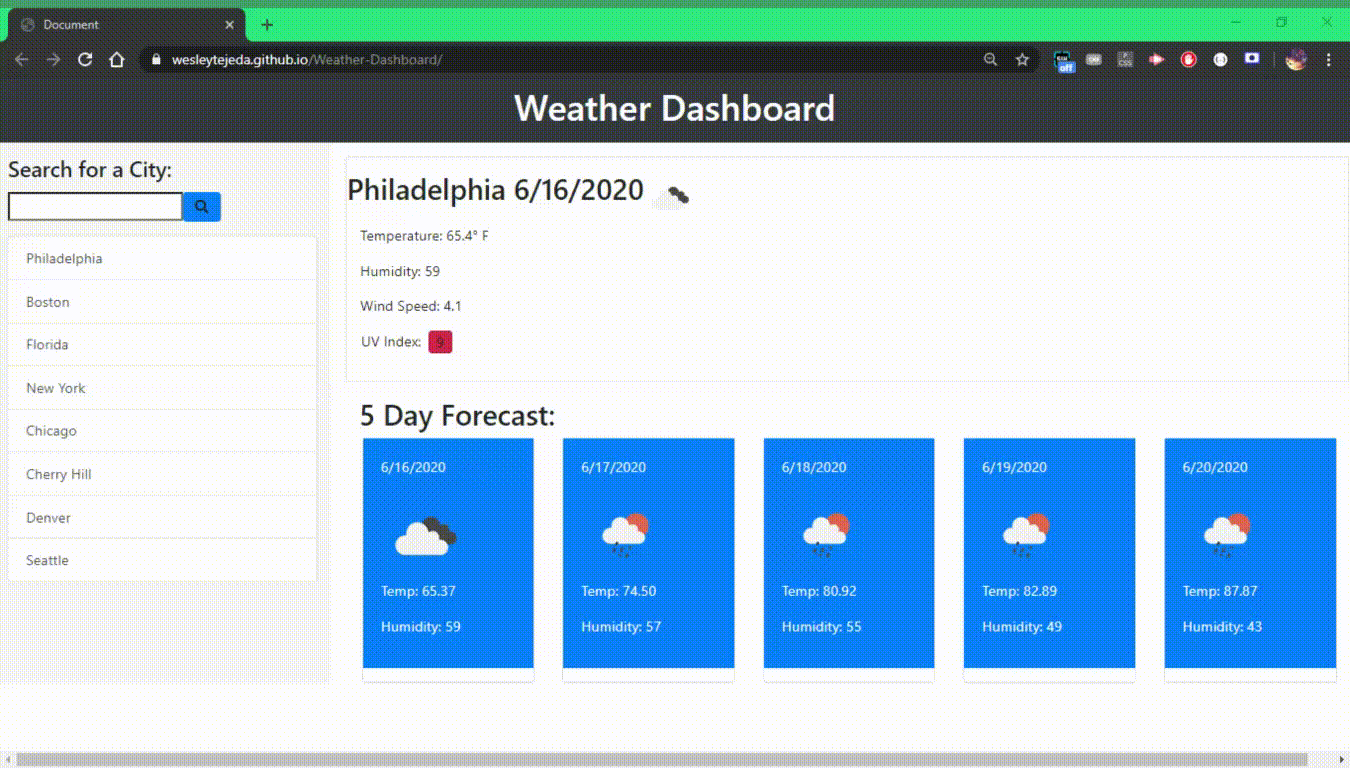 Document
wesleytejeda.github.io/Weather-Dashboard/
off
Weather Dashboard
Search for a City:
Philadelphia
Boston
Florida
New York
Chicago
Cherry Hill
Denver
Seattle
Philadelphia 6/16/2020
Temperature: 65.4° F
Humidity: 59
Wind Speed: 4.1
UV Index: 9
5 Day Forecast:
6/16/2020
Temp: 65.37
Humidity: 59
6/17/2020
Temp: 74.50
Humidity: 57
6/18/2020
Temp: 80.92
Humidity: 55
6/19/2020
Temp: 82.89
Humidity: 49
6/20/2020
Temp: 87.87
Humidity: 43